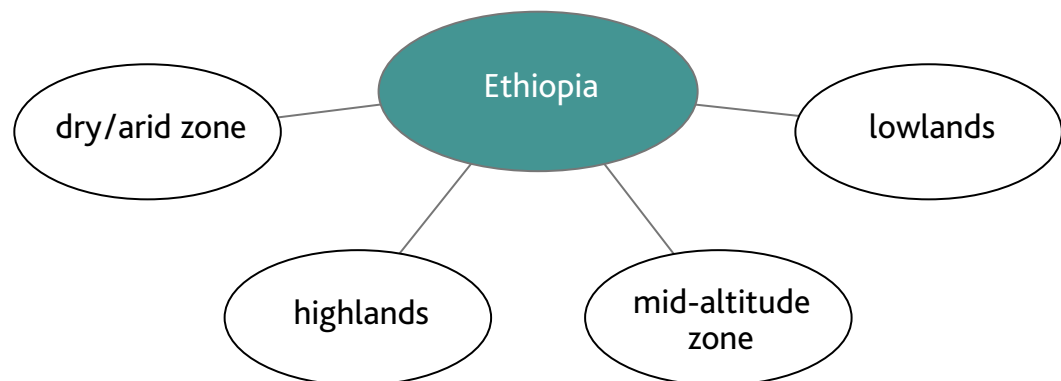 Ethiopia
dry/arid zone
lowlands
highlands
mid-altitude
zone